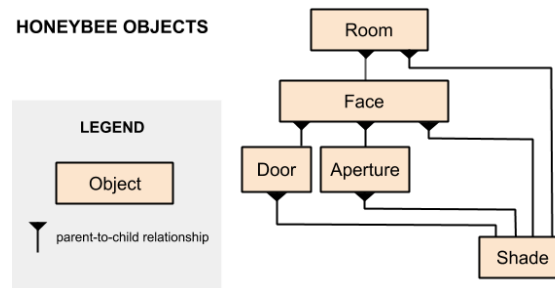 HONEYBEE OBJECTS
Room
Face
LEGEND
Door
Aperture
Object
parent-to-child relationship
Shade